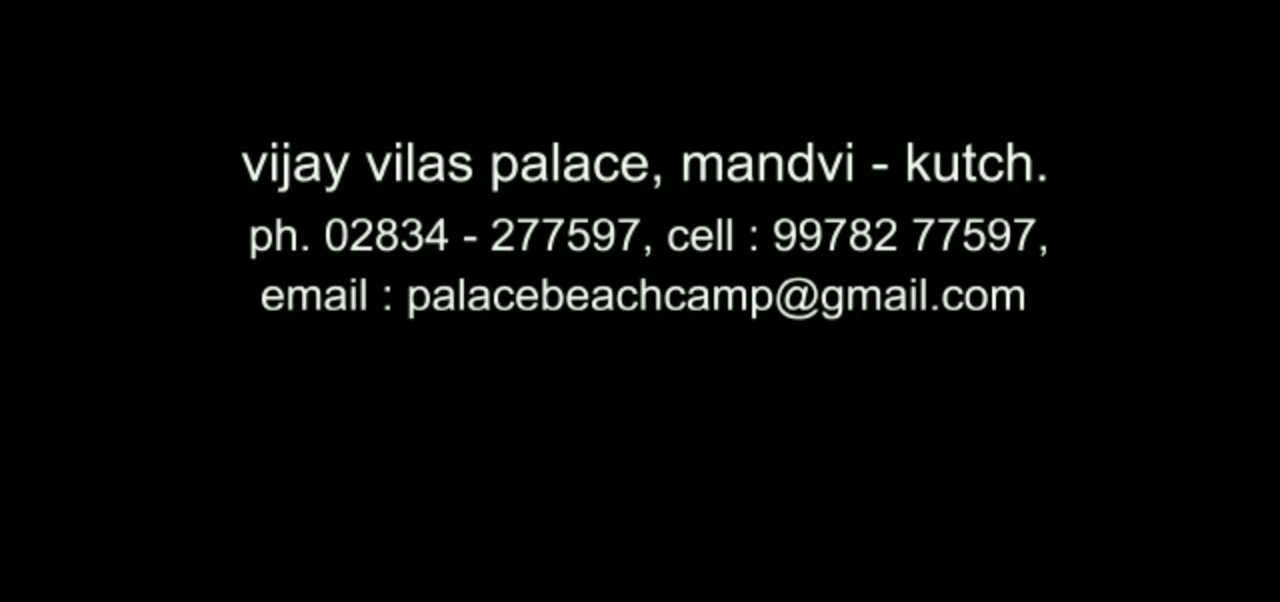 vijay vilas palace, mandvi - kutch.
ph. 02834 - 277597, cell : 99782 77597,
email : palacebeachcamp@gmail.com